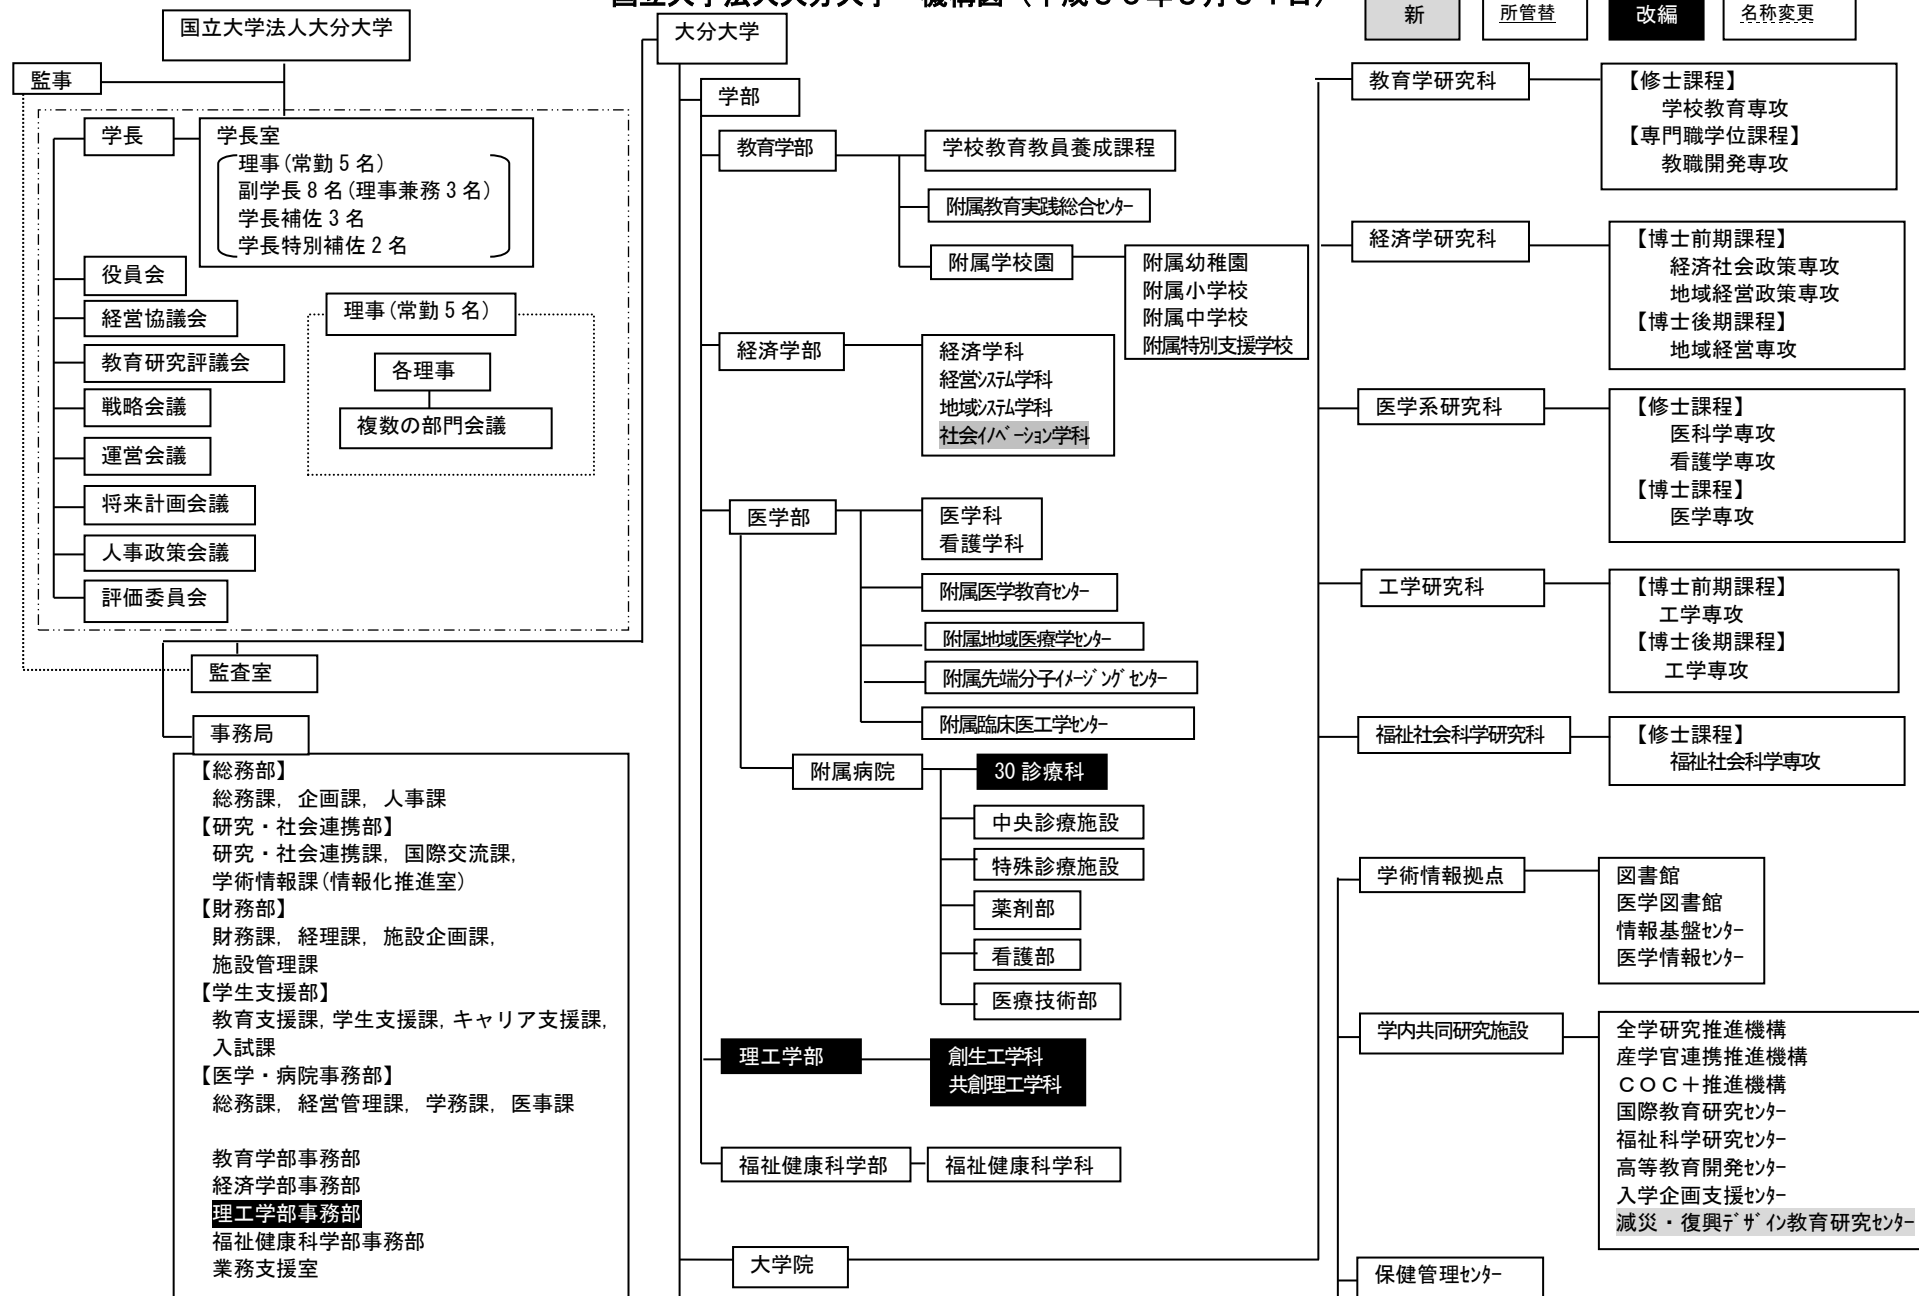 国立大学法人大分大学 機構図（平成３０年３月３１日）
新
所管替
改編
名称変更
国立大学法人大分大学
監事
学長
学長室
理事(常勤5名)
副学長8名(理事兼務3名)
学長補佐3名
学長特別補佐2名
役員会
経営協議会
教育研究評議会
戦略会議
運営会議
将来計画会議
人事政策会議
評価委員会
理事(常勤5名)
各理事
複数の部門会議
監査室
事務局
【総務部】
総務課，企画課，人事課
【研究・社会連携部】
研究・社会連携課，国際交流課，
学術情報課(情報化推進室)
【財務部】
財務課，経理課，施設企画課，
施設管理課
【学生支援部】
教育支援課，学生支援課，キャリア支援課，
入試課
【医学・病院事務部】
総務課，経営管理課，学務課，医事課
教育学部事務部
経済学部事務部
理工学部事務部
福祉健康科学部事務部
業務支援室
大分大学
学部
教育学部
学校教育教員養成課程
附属教育実践総合ｾﾝﾀｰ
附属学校園
附属幼稚園
附属小学校
附属中学校
附属特別支援学校
経済学部
経済学科
経営ｼｽﾃﾑ学科
地域ｼｽﾃﾑ学科
社会ｲﾉﾍﾞｰｼｮﾝ学科
医学部
医学科
看護学科
附属医学教育ｾﾝﾀｰ
附属地域医療学ｾﾝﾀｰ
附属先端分子ｲﾒｰｼﾞﾝｸﾞｾﾝﾀｰ
附属臨床医工学ｾﾝﾀｰ
附属病院
30診療科
中央診療施設
特殊診療施設
薬剤部
看護部
医療技術部
理工学部
創生工学科
共創理工学科
福祉健康科学部
福祉健康科学科
大学院
教育学研究科
【修士課程】
学校教育専攻
【専門職学位課程】
教職開発専攻
経済学研究科
【博士前期課程】
経済社会政策専攻
地域経営政策専攻
【博士後期課程】
地域経営専攻
医学系研究科
【修士課程】
医科学専攻
看護学専攻
【博士課程】
医学専攻
工学研究科
【博士前期課程】
工学専攻
【博士後期課程】
工学専攻
福祉社会科学研究科
【修士課程】
福祉社会科学専攻
学術情報拠点
図書館
医学図書館
情報基盤ｾﾝﾀｰ
医学情報ｾﾝﾀｰ
学内共同研究施設
全学研究推進機構
産学官連携推進機構
ＣＯＣ＋推進機構
国際教育研究ｾﾝﾀｰ
福祉科学研究ｾﾝﾀｰ
高等教育開発ｾﾝﾀｰ
入学企画支援ｾﾝﾀｰ
減災・復興ﾃﾞｻﾞｲﾝ教育研究ｾﾝﾀｰ
保健管理ｾﾝﾀｰ